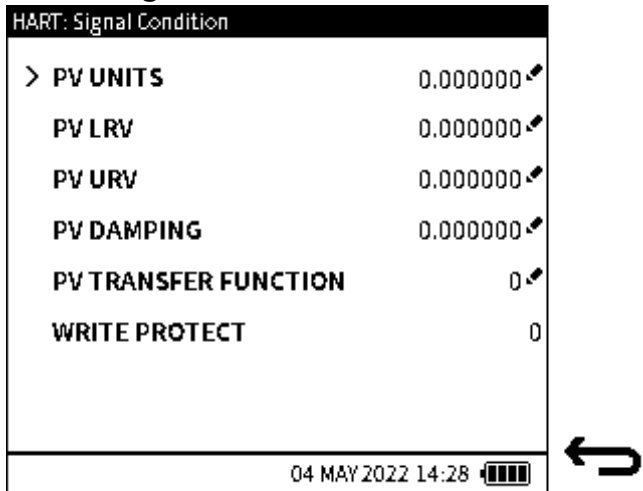 HART: Signal Condition
> PV UNITS 0.000000
PV LRV 0.000000
PV URV 0.000000
PV DAMPING 0.000000
PV TRANSFER FUNCTION 0
WRITE PROTECT 0
04 MAY 2022 14:28